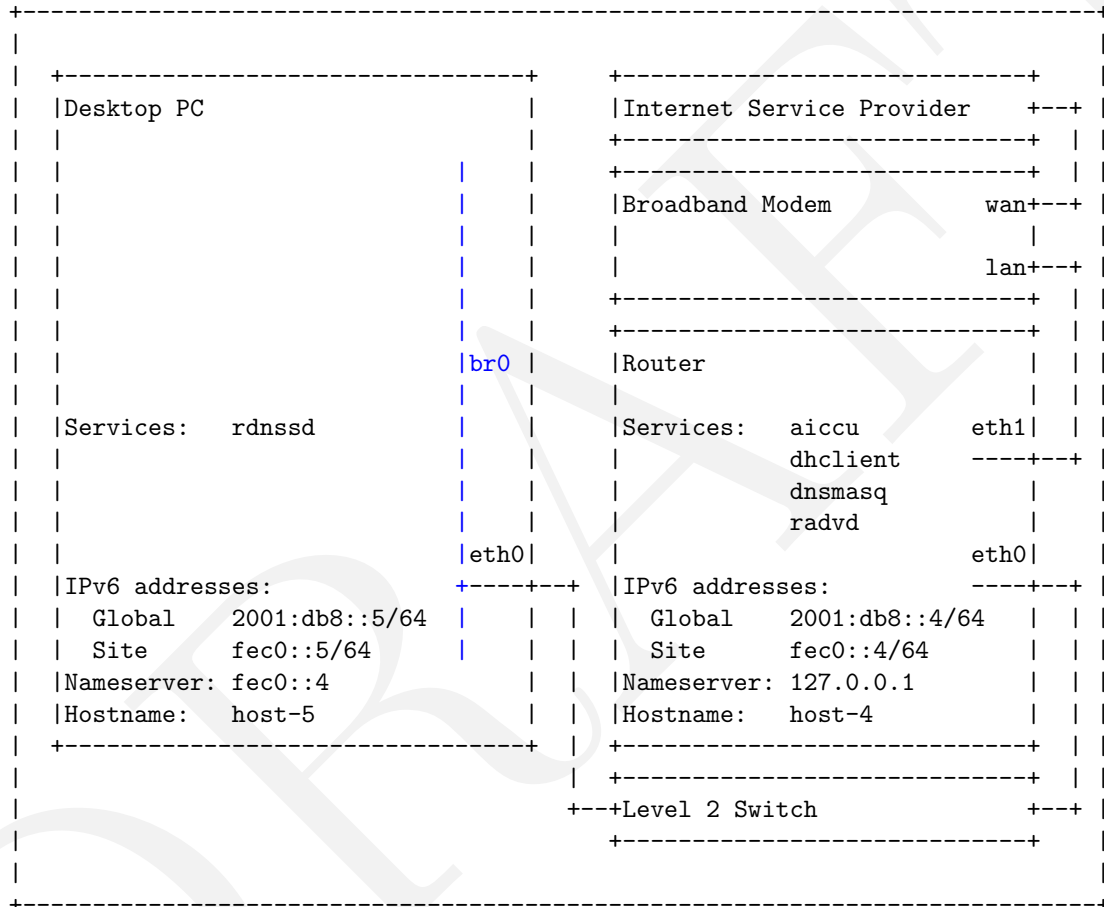 Desktop PC
br0
Services: rdnssd
eth0
IPv6 addresses:
Global 2001:db8::5/64
Site fec0::5/64
Nameserver: fec0::4
Hostname: host-5
Internet Service Provider
Broadband Modem wan
lan
Router
Services: aiccu eth1
dhclient
dnsmasq
radvd
eth0
IPv6 addresses:
Global 2001:db8::4/64
Site fec0::4/64
Nameserver: 127.0.0.1
Hostname: host-4
Level 2 Switch
DRAFT